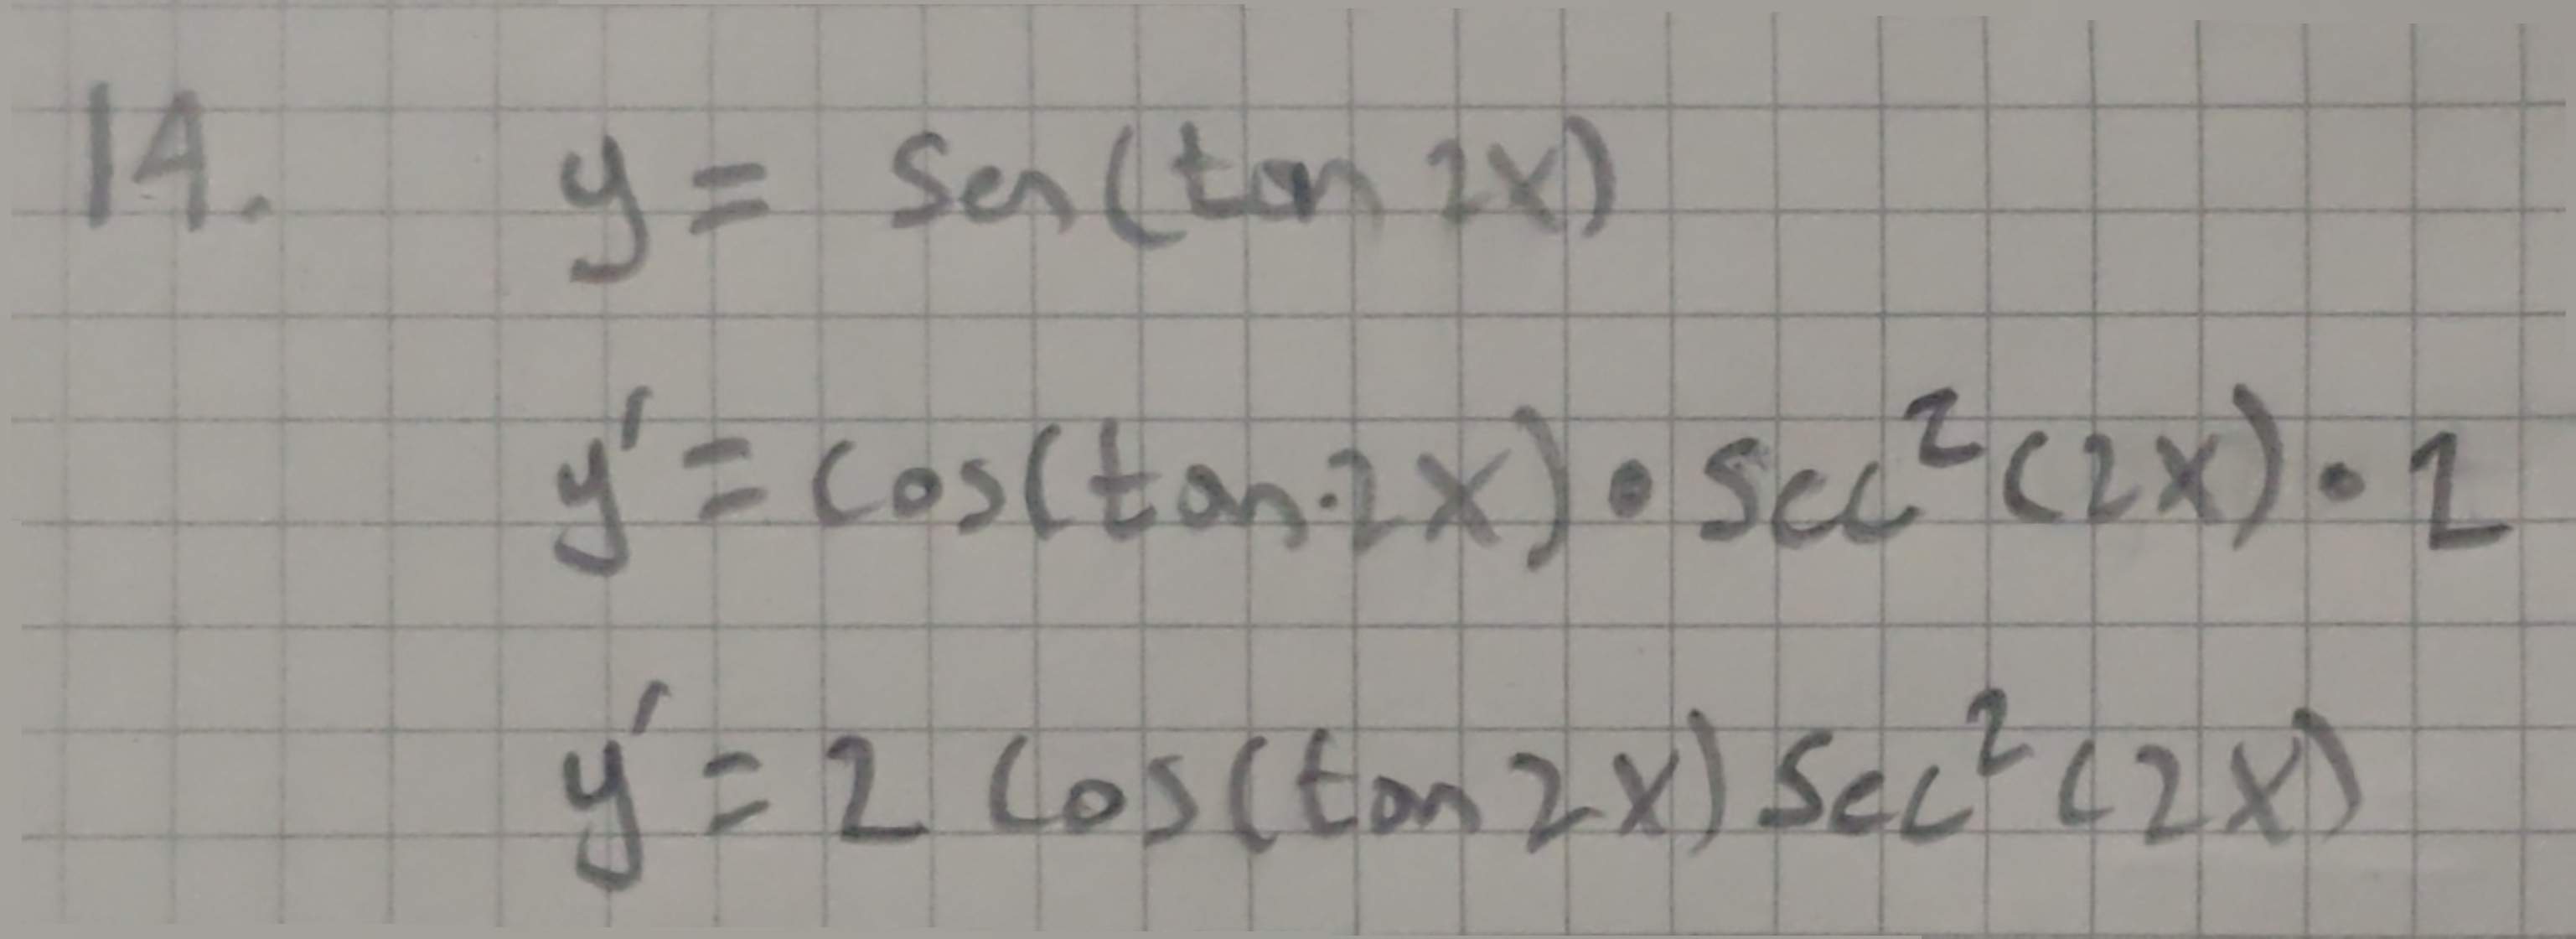 14. y = Sen(tan 2x)
y' = cos(tan 2x) • sec²(2x) • 2
y' = 2 cos(tan 2x) sec²(2x)